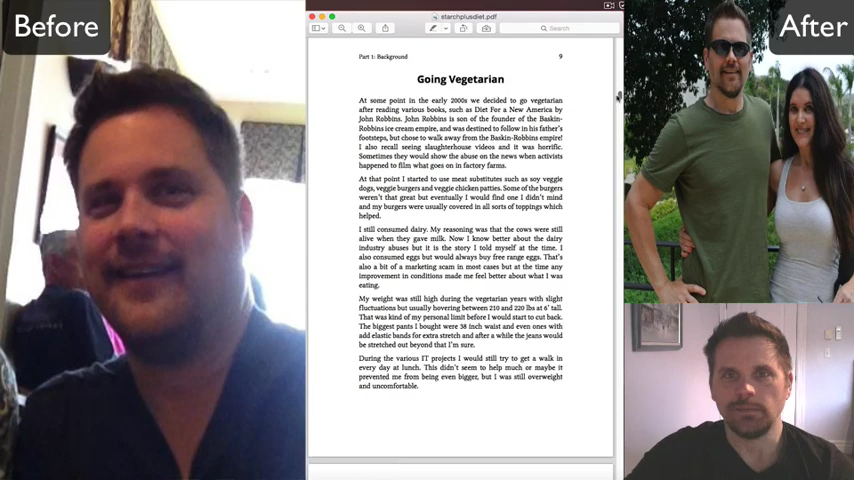 Before
starchplusdiet.pdf
After
Search
Part 1: Background 9
Going Vegetarian
At some point in the early 2000s we decided to go vegetarian
after reading various books, such as Diet For a New America by
John Robbins. John Robbins is son of the founder of the Baskin-
Robbins ice cream empire, and was destined to follow in his father's
footsteps, but chose to walk away from the Baskin-Robbins empire!
I also recall seeing slaughterhouse videos and it was horrific.
Sometimes they would show the abuse on the news when activists
happened to film what goes on in factory farms.
At that point I started to use meat substitutes such as soy veggie
dogs, veggie burgers and veggie chicken patties. Some of the burgers
weren't that great but eventually I would find one I didn't mind
and my burgers were usually covered in all sorts of toppings which
helped.
I still consumed dairy. My reasoning was that the cows were still
alive when they gave milk. Now I know better about the dairy
industry abuses but it is the story I told myself at the time. I
also consumed eggs but would always buy free range eggs. That's
also a bit of a marketing scam in most cases but at the time any
improvement in conditions made me feel better about what I was
eating.
My weight was still high during the vegetarian years with slight
fluctuations but usually hovering between 210 and 220 lbs at 6' tall.
That was kind of my personal limit before I would start to cut back.
The biggest pants I bought were 38 inch waist and even ones with
add elastic bands for extra stretch and after a while the jeans would
be stretched out beyond that I'm sure.
During the various IT projects I would still try to get a walk in
every day at lunch. This didn't seem to help much or maybe it
prevented me from being even bigger, but I was still overweight
and uncomfortable.